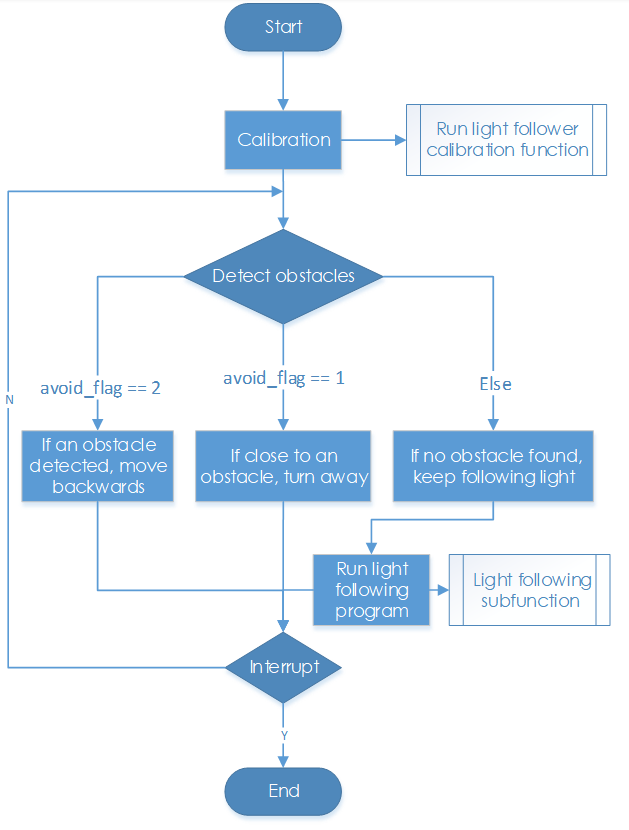 Start
Calibration
Run light follower
calibration function
Detect obstacles
avoid_flag == 2
avoid_flag == 1
Else
N
If an obstacle
detected, move
backwards
If close to an
obstacle, turn away
If no obstacle found,
keep following light
Run light
following
program
Light following
subfunction
Interrupt
Y
End